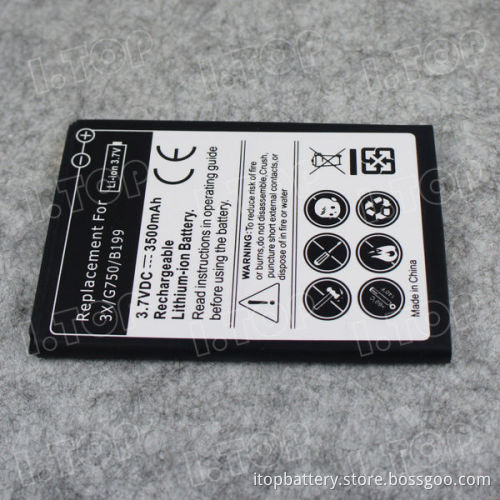 I.TOP
Replacement For
3X/G750/B199
Li-ion 3.7V
3.7VDC 3500mAh
Rechargeable
Lithium-ion Battery.
Read instructions in operating guide
before using the battery.
WARNING: To reduce risk of fire
or burns,do not disassemble,Crush,
puncture short external contacts,or
dispose of in fire or water
Made in China
itopbattery.store.bossgoo.com